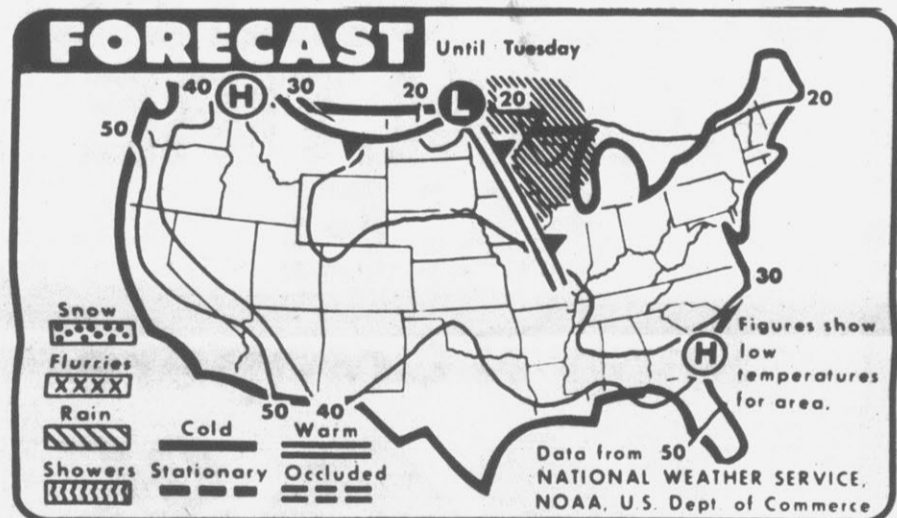 FORECAST Until Tuesday
40 H 30 20 L 20
20
50
30
Snow
Flurries
Rain
Showers
Cold
Stationary
Warm
Occluded
50 40
H
Figures show
low
temperatures
for area.
50
Data from
NATIONAL WEATHER SERVICE,
NOAA, U.S. Dept. of Commerce